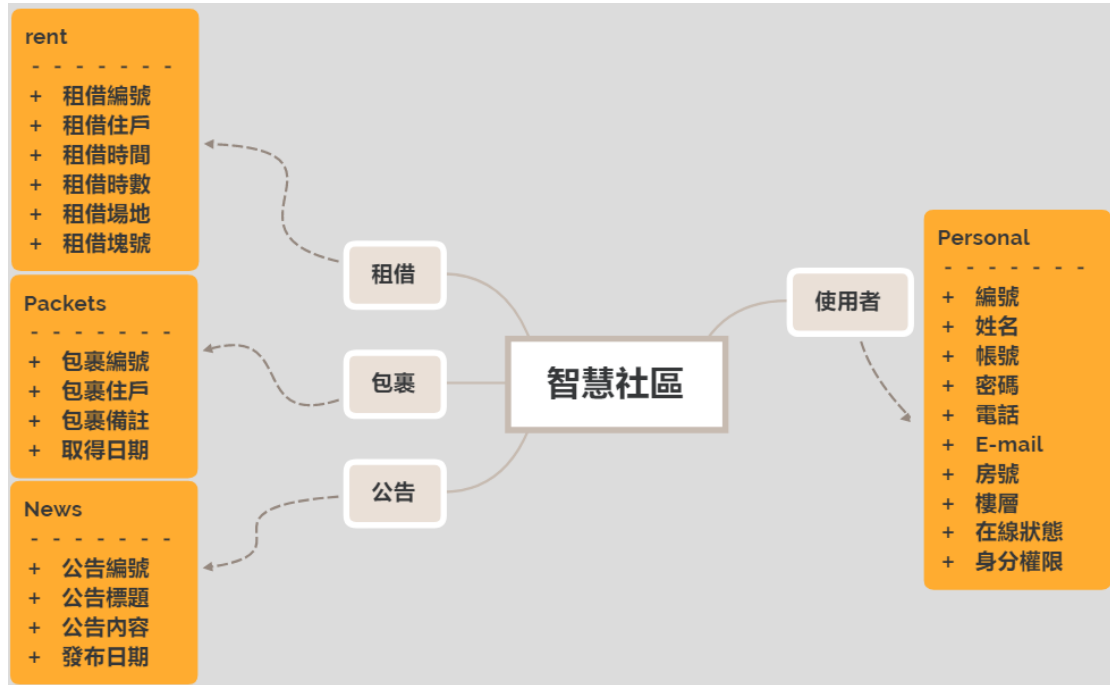 rent
- - - - - - -
+ 租借編號
+ 租借住戶
+ 租借時間
+ 租借時數
+ 租借場地
+ 租借塊號
Packets
- - - - - - -
+ 包裹編號
+ 包裹住戶
+ 包裹備註
+ 取得日期
News
- - - - - - -
+ 公告編號
+ 公告標題
+ 公告內容
+ 發布日期
租借
包裹
公告
智慧社區
使用者
Personal
- - - - - - -
+ 編號
+ 姓名
+ 帳號
+ 密碼
+ 電話
+ E-mail
+ 房號
+ 樓層
+ 在線狀態
+ 身分權限